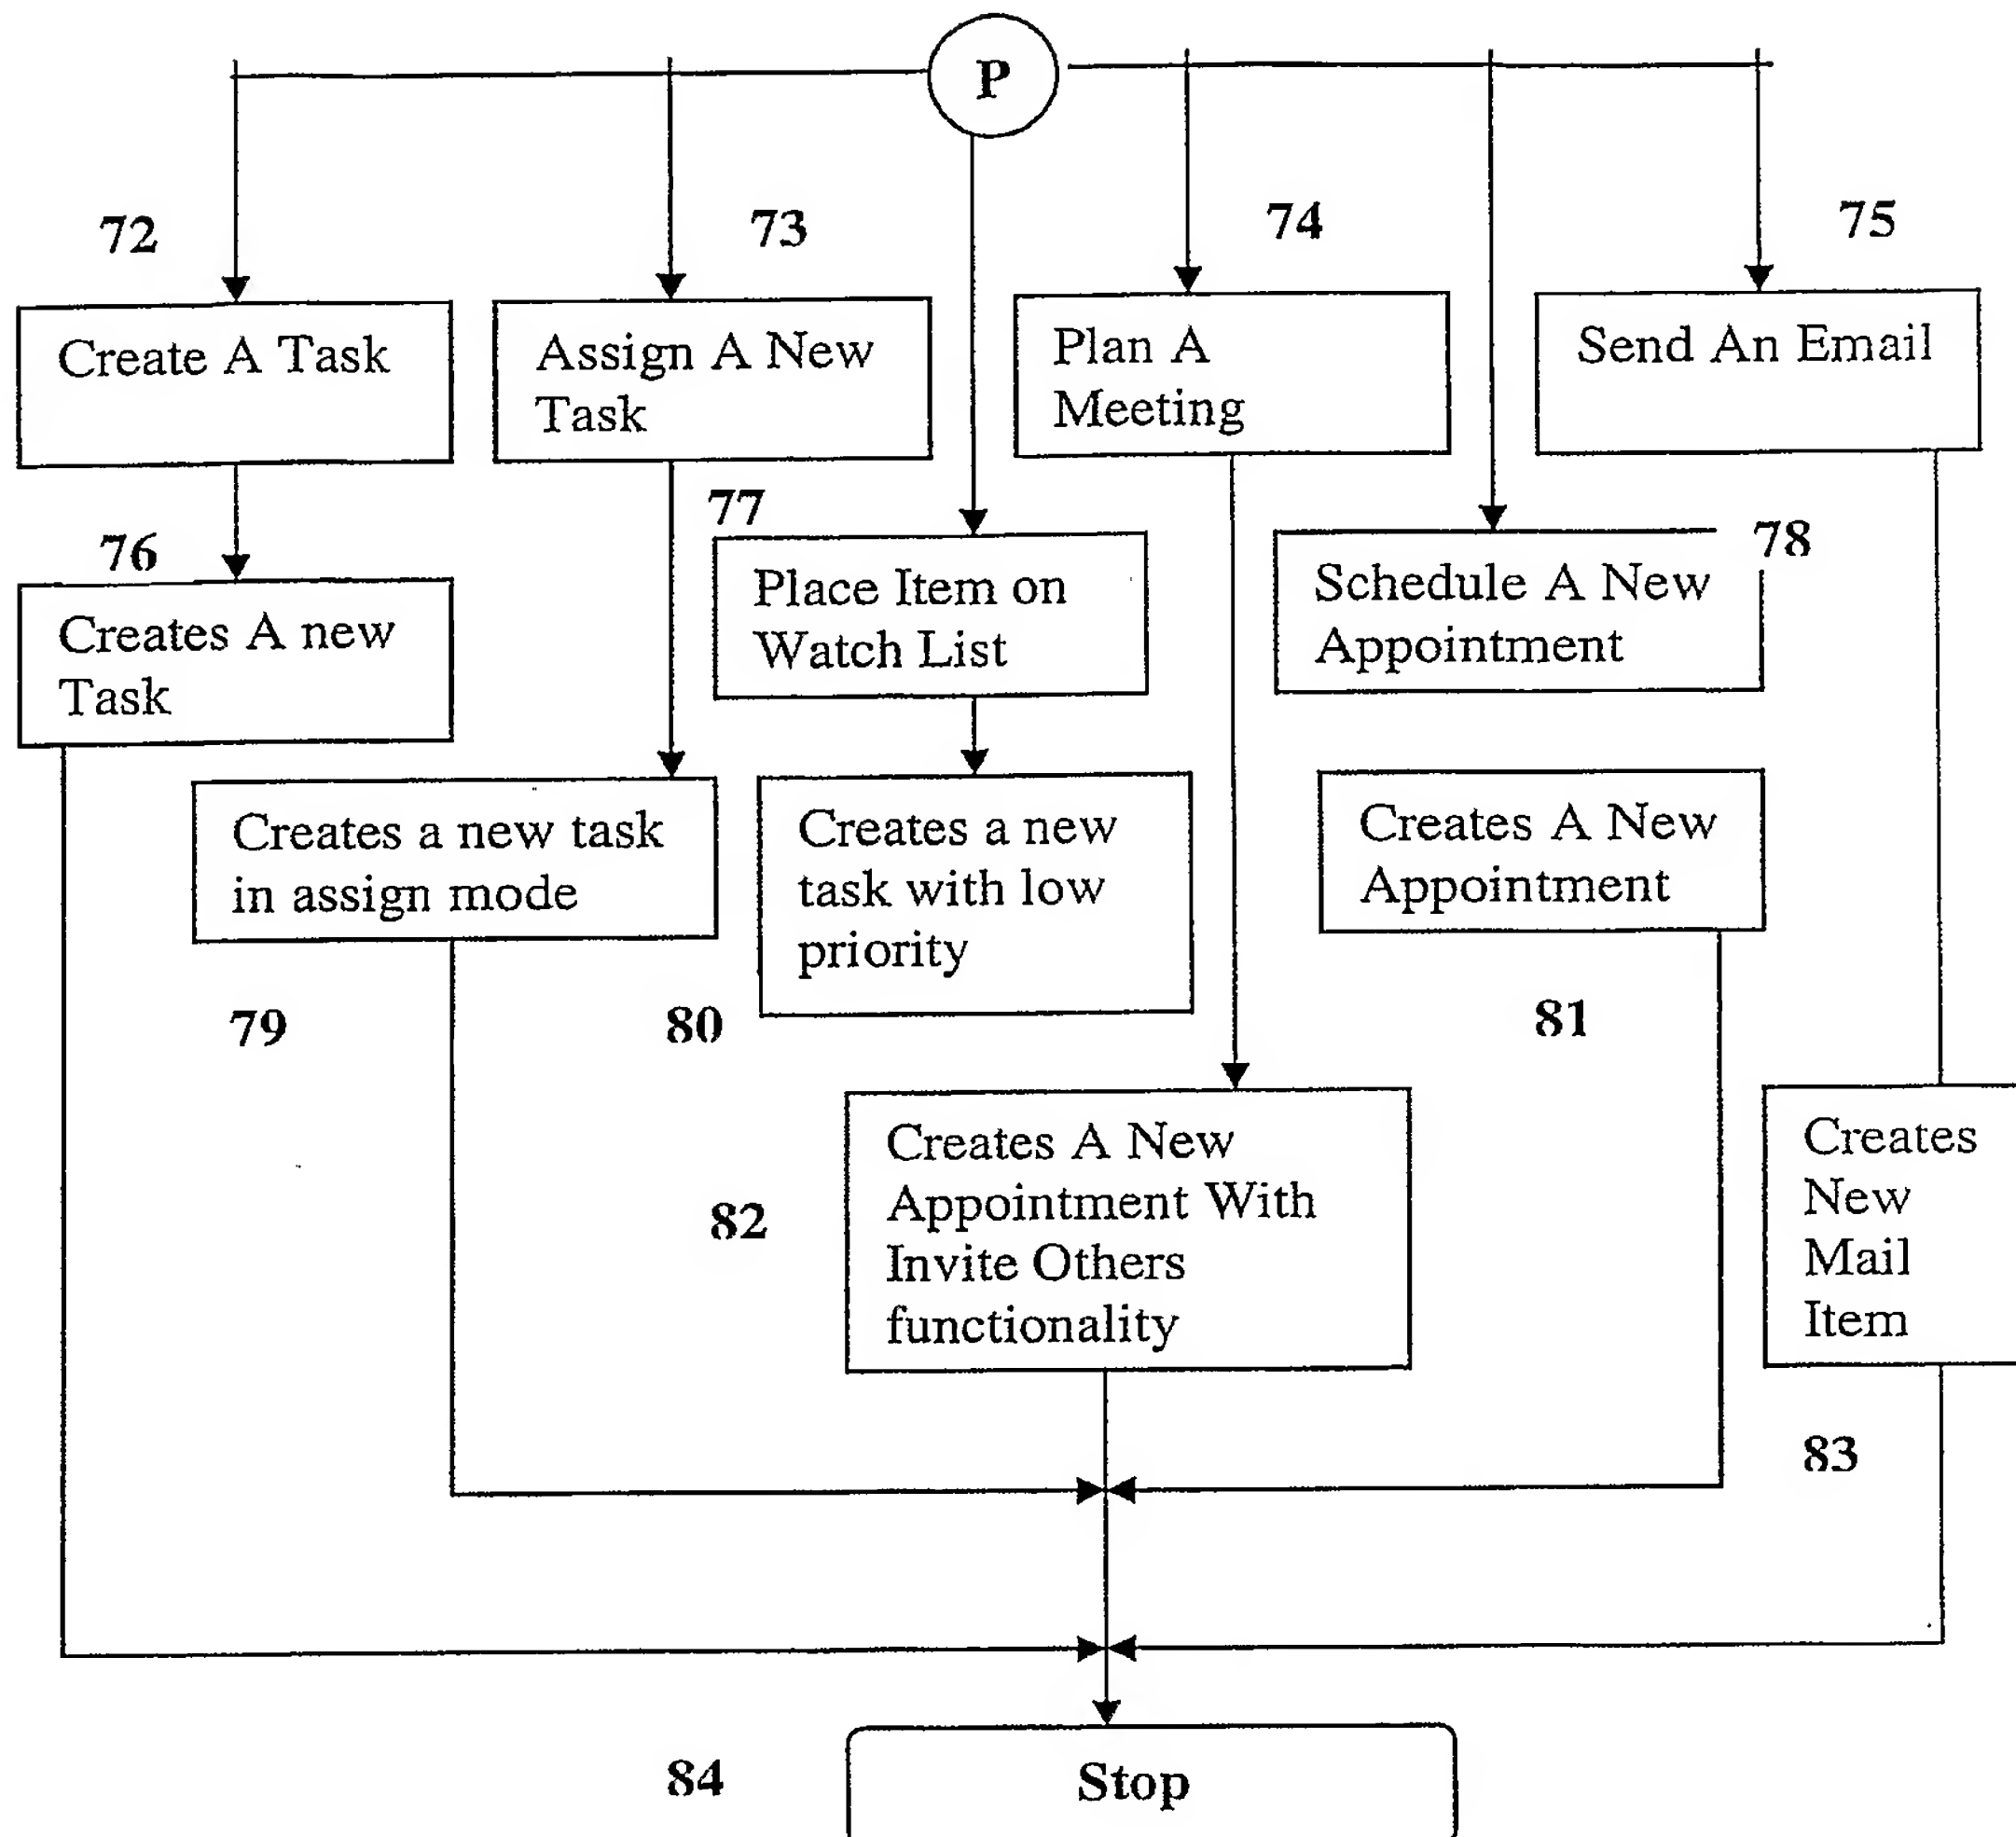 P
72
73
74
75
Create A Task
Assign A New
Task
Plan A
Meeting
Send An Email
76
77
78
Creates A new
Task
Place Item on
Watch List
Schedule A New
Appointment
Creates a new task
in assign mode
Creates a new
task with low
priority
Creates A New
Appointment
79
80
81
82
Creates A New
Appointment With
Invite Others
functionality
Creates
New
Mail
Item
83
84
Stop